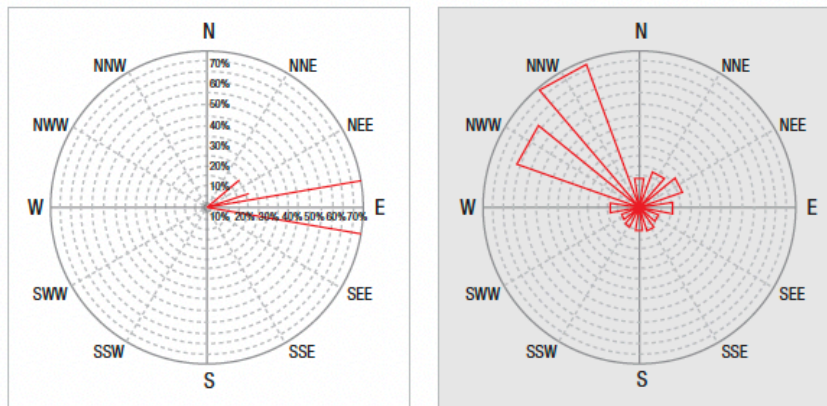 N
NNW
NNE
NWW
NEE
70%
60%
50%
40%
30%
20%
10%
W
10% 20% 30% 40% 50% 60% 70%
E
SWW
SEE
SSW
SSE
S
N
NNW
NNE
NWW
NEE
W
E
SWW
SEE
SSW
SSE
S